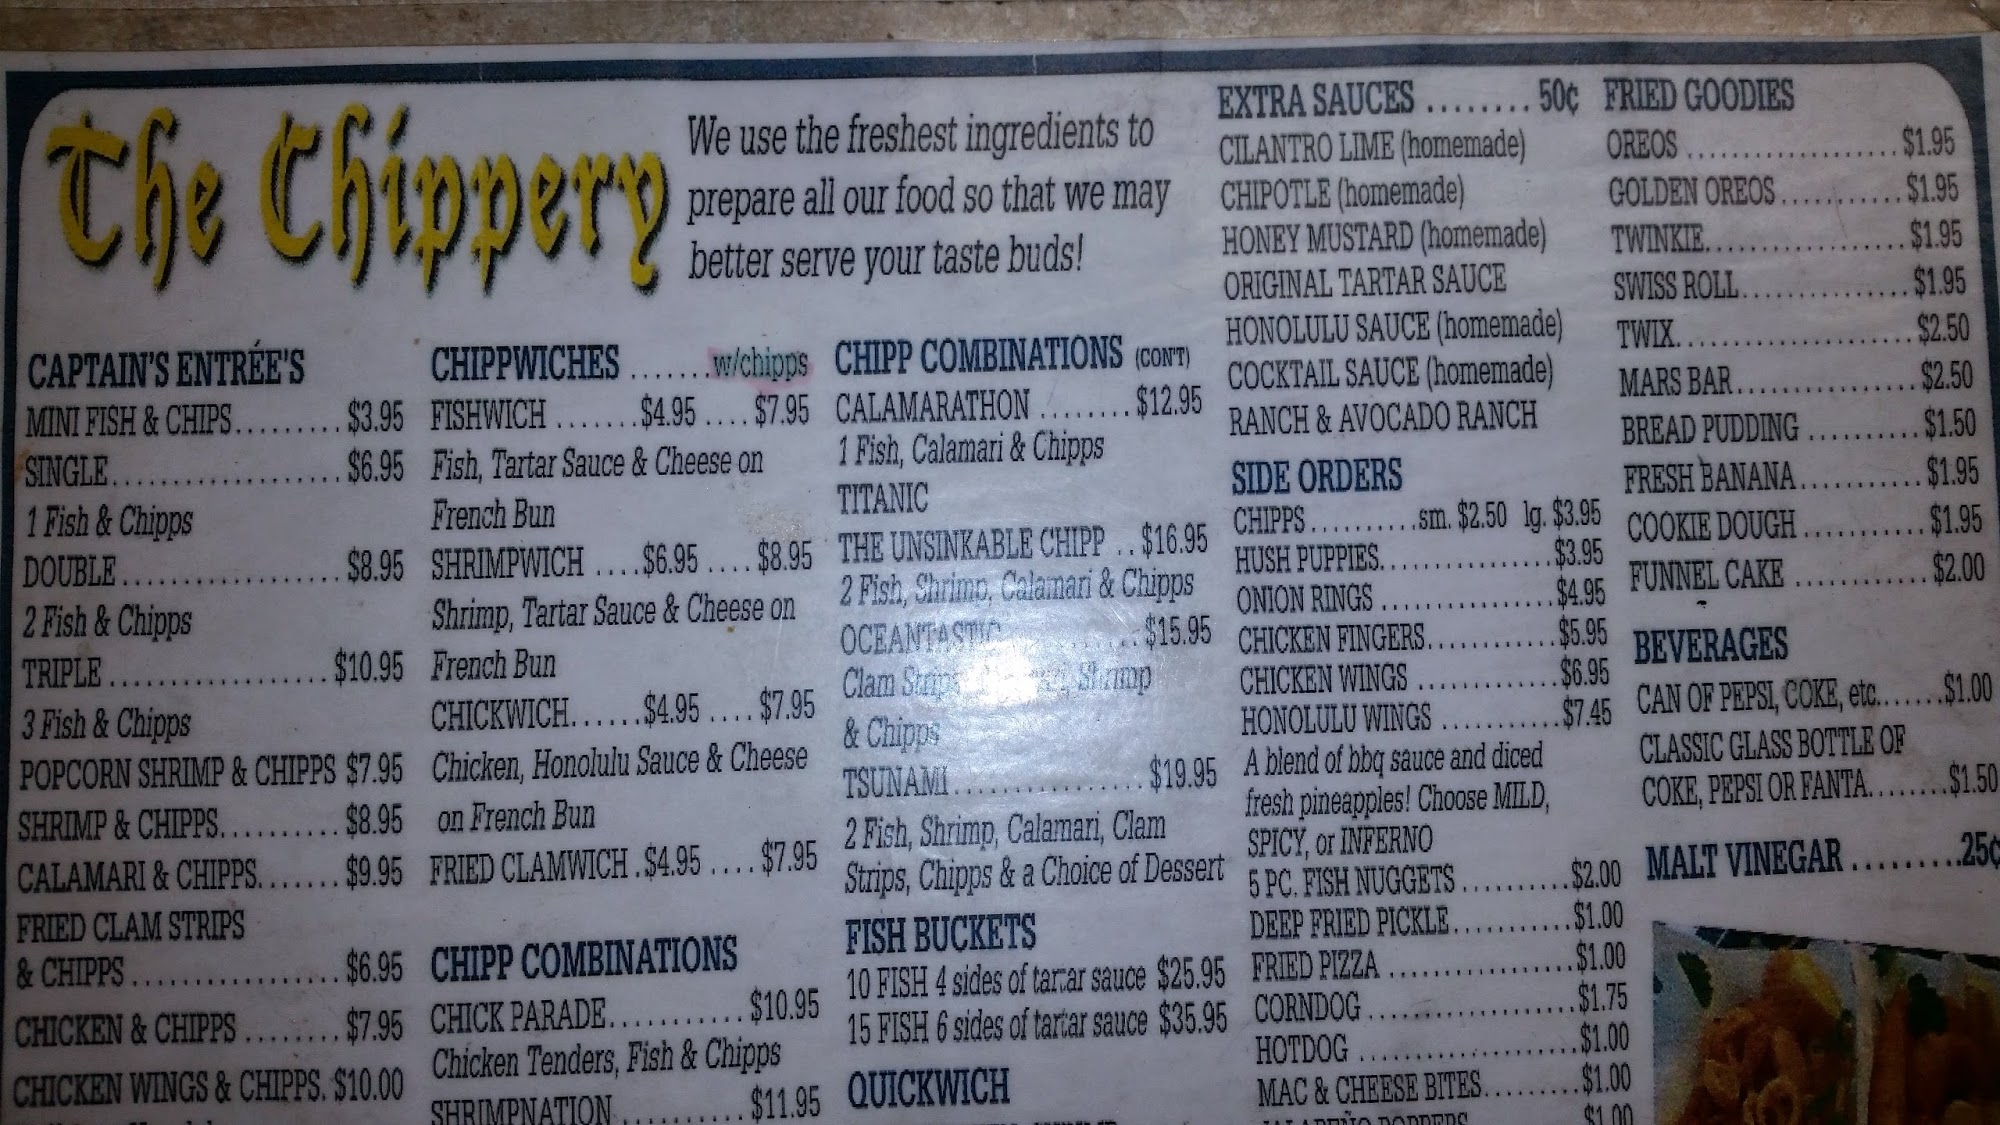 The Chippery
We use the freshest ingredients to
prepare all our food so that we may
better serve your taste buds!
CAPTAIN'S ENTRÉE'S
MINI FISH & CHIPS......... $3.95
SINGLE................... $6.95
1 Fish & Chipps
DOUBLE.................. $8.95
2 Fish & Chipps
TRIPLE .................. $10.95
3 Fish & Chipps
POPCORN SHRIMP & CHIPPS $7.95
SHRIMP & CHIPPS.......... $8.95
CALAMARI & CHIPPS....... $9.95
FRIED CLAM STRIPS
& CHIPPS .................. $6.95
CHICKEN & CHIPPS ........ $7.95
CHICKEN WINGS & CHIPPS. $10.00
CHIPPWICHES .......w/chipps
FISHWICH .......$4.95 .... $7.95
Fish, Tartar Sauce & Cheese on
French Bun
SHRIMPWICH ....$6.95 ....$8.95
Shrimp, Tartar Sauce & Cheese on
French Bun
CHICKWICH......$4.95 .... $7.95
Chicken, Honolulu Sauce & Cheese
on French Bun
FRIED CLAMWICH .$4.95 .... $7.95
CHIPP COMBINATIONS
CHICK PARADE........... $10.95
Chicken Tenders, Fish & Chipps
SHRIMPNATION.......... $11.95
CHIPP COMBINATIONS (CON'T)
CALAMARATHON ........ $12.95
1 Fish, Calamari & Chipps
TITANIC
THE UNSINKABLE CHIPP .. $16.95
2 Fish, Shrimp, Calamari & Chipps
OCEANTASTIC ........ $15.95
Clam Strips, Shrimp
& Chipps
TSUNAMI................. $19.95
2 Fish, Shrimp, Calamari, Clam
Strips, Chipps & a Choice of Dessert
FISH BUCKETS
10 FISH 4 sides of tartar sauce $25.95
15 FISH 6 sides of tartar sauce $35.95
QUICKWICH
EXTRA SAUCES ........ 50¢
CILANTRO LIME (homemade)
CHIPOTLE (homemade)
HONEY MUSTARD (homemade)
ORIGINAL TARTAR SAUCE
HONOLULU SAUCE (homemade)
COCKTAIL SAUCE (homemade)
RANCH & AVOCADO RANCH
SIDE ORDERS
CHIPPS..........sm. $2.50 lg. $3.95
HUSH PUPPIES................$3.95
ONION RINGS ................$4.95
CHICKEN FINGERS............$5.95
CHICKEN WINGS .............$6.95
HONOLULU WINGS ...........$7.45
A blend of bbq sauce and diced
fresh pineapples! Choose MILD,
SPICY, or INFERNO
5 PC. FISH NUGGETS ..........$2.00
DEEP FRIED PICKLE...........$1.00
FRIED PIZZA .................$1.00
CORNDOG ...................$1.75
HOTDOG ....................$1.00
MAC & CHEESE BITES.........$1.00
JALAPEÑO POPPERS $1.00
FRIED GOODIES
OREOS ................... $1.95
GOLDEN OREOS........... $1.95
TWINKIE.................. $1.95
SWISS ROLL............... $1.95
TWIX..................... $2.50
MARS BAR................ $2.50
BREAD PUDDING .......... $1.50
FRESH BANANA........... $1.95
COOKIE DOUGH ........... $1.95
FUNNEL CAKE ............ $2.00
BEVERAGES
CAN OF PEPSI, COKE, etc......$1.00
CLASSIC GLASS BOTTLE OF
COKE, PEPSI OR FANTA........$1.50
MALT VINEGAR .........25¢